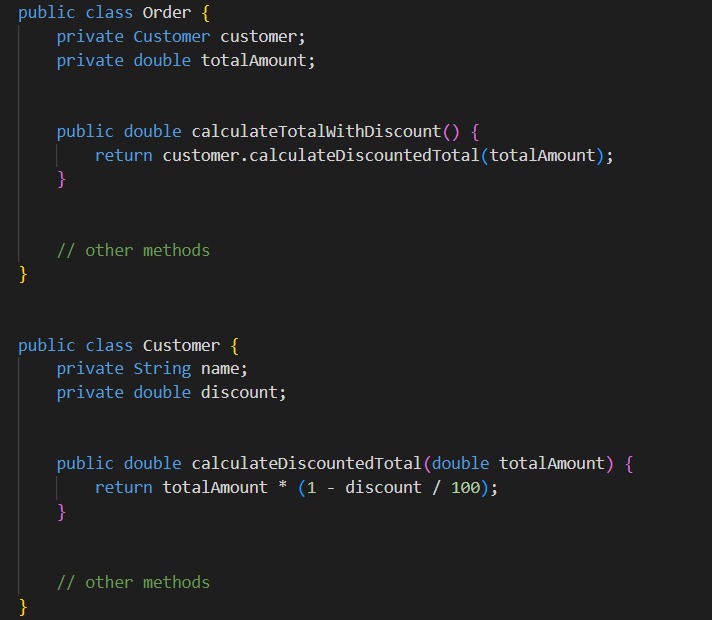 public class Order {
    private Customer customer;
    private double totalAmount;
    public double calculateTotalWithDiscount() {
        return customer.calculateDiscountedTotal(totalAmount);
    }
    // other methods
}
public class Customer {
    private String name;
    private double discount;
    public double calculateDiscountedTotal(double totalAmount) {
        return totalAmount * (1 - discount / 100);
    }
    // other methods
}